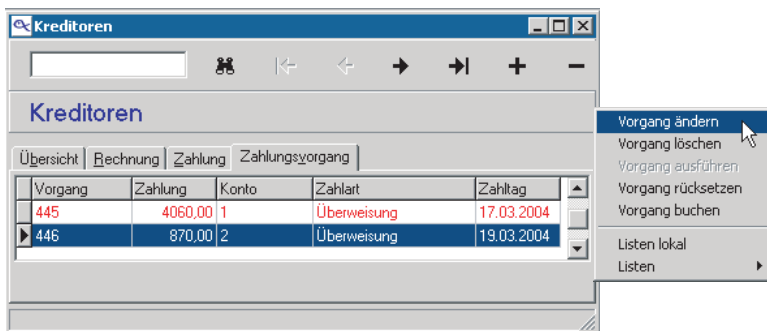 Kreditoren
Kreditoren
Übersicht Rechnung Zahlung Zahlungsvorgang
Vorgang Zahlung Konto Zahlart Zahltag
445 4060,00 1 Überweisung 17.03.2004
446 870,00 2 Überweisung 19.03.2004
Vorgang ändern
Vorgang löschen
Vorgang ausführen
Vorgang rücksetzen
Vorgang buchen
Listen lokal
Listen